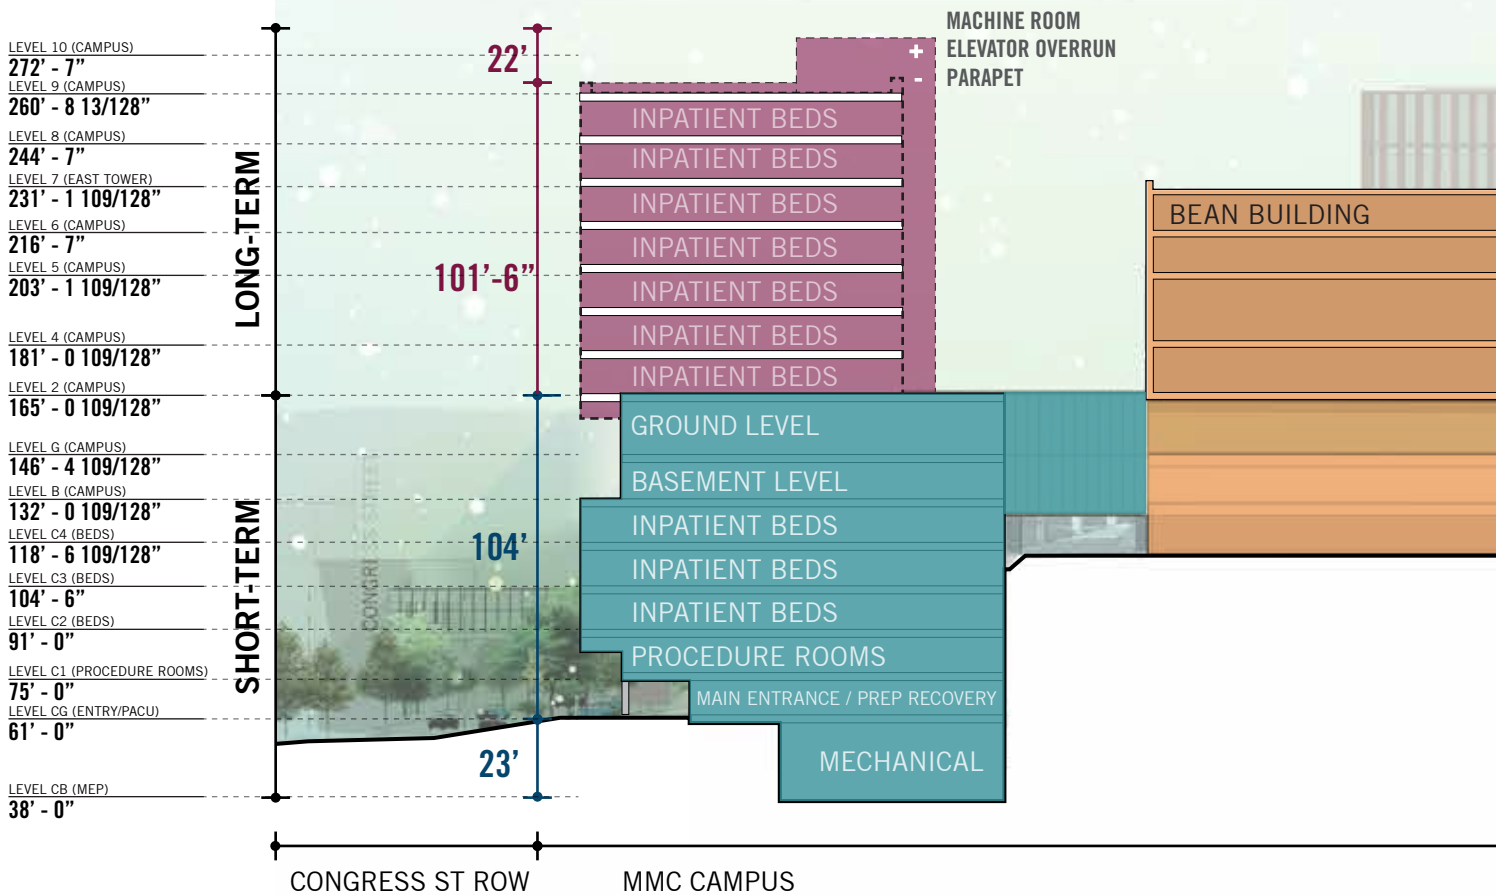 MACHINE ROOM
ELEVATOR OVERRUN
PARAPET
+
-
LEVEL 10 (CAMPUS)
272' - 7”
LEVEL 9 (CAMPUS)
260' - 8 13/128”
LEVEL 8 (CAMPUS)
244' - 7”
LEVEL 7 (EAST TOWER)
231' - 1 109/128”
LEVEL 6 (CAMPUS)
216' - 7”
LEVEL 5 (CAMPUS)
203' - 1 109/128”
LEVEL 4 (CAMPUS)
181' - 0 109/128”
LEVEL 2 (CAMPUS)
165' - 0 109/128”
LEVEL G (CAMPUS)
146' - 4 109/128”
LEVEL B (CAMPUS)
132' - 0 109/128”
LEVEL C4 (BEDS)
118' - 6 109/128”
LEVEL C3 (BEDS)
104' - 6”
LEVEL C2 (BEDS)
91' - 0”
LEVEL C1 (PROCEDURE ROOMS)
75' - 0”
LEVEL CG (ENTRY/PACU)
61' - 0”
LEVEL CB (MEP)
38' - 0”
LONG-TERM
SHORT-TERM
22'
101'-6”
104'
23'
INPATIENT BEDS
INPATIENT BEDS
INPATIENT BEDS
INPATIENT BEDS
INPATIENT BEDS
INPATIENT BEDS
INPATIENT BEDS
GROUND LEVEL
BASEMENT LEVEL
INPATIENT BEDS
INPATIENT BEDS
INPATIENT BEDS
PROCEDURE ROOMS
MAIN ENTRANCE / PREP RECOVERY
MECHANICAL
BEAN BUILDING
CONGRESS ST ROW
MMC CAMPUS